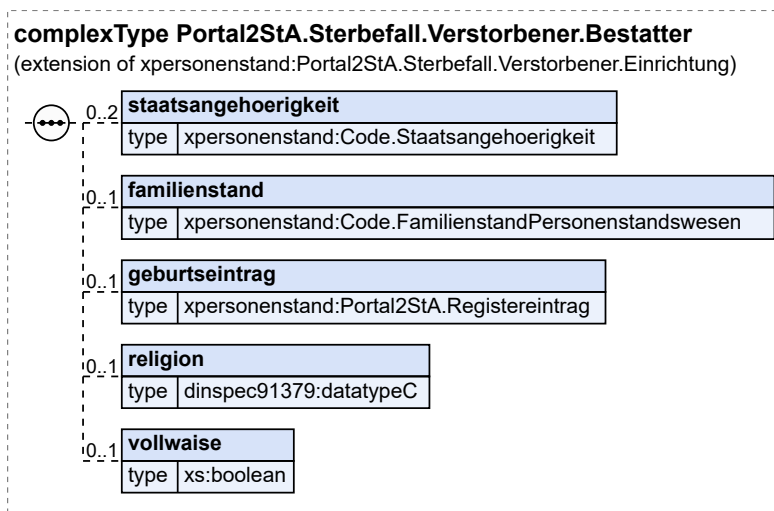 complexType Portal2StA.Sterbefall.Verstorbener.Bestatter
(extension of xpersonenstand:Portal2StA.Sterbefall.Verstorbener.Einrichtung)
0..2 staatsangehoerigkeit
type xpersonenstand:Code.Staatsangehoerigkeit
0..1 familienstand
type xpersonenstand:Code.FamilienstandPersonenstandswesen
0..1 geburtseintrag
type xpersonenstand:Portal2StA.Registereintrag
0..1 religion
type dinspec91379:datatypeC
0..1 vollwaise
type xs:boolean